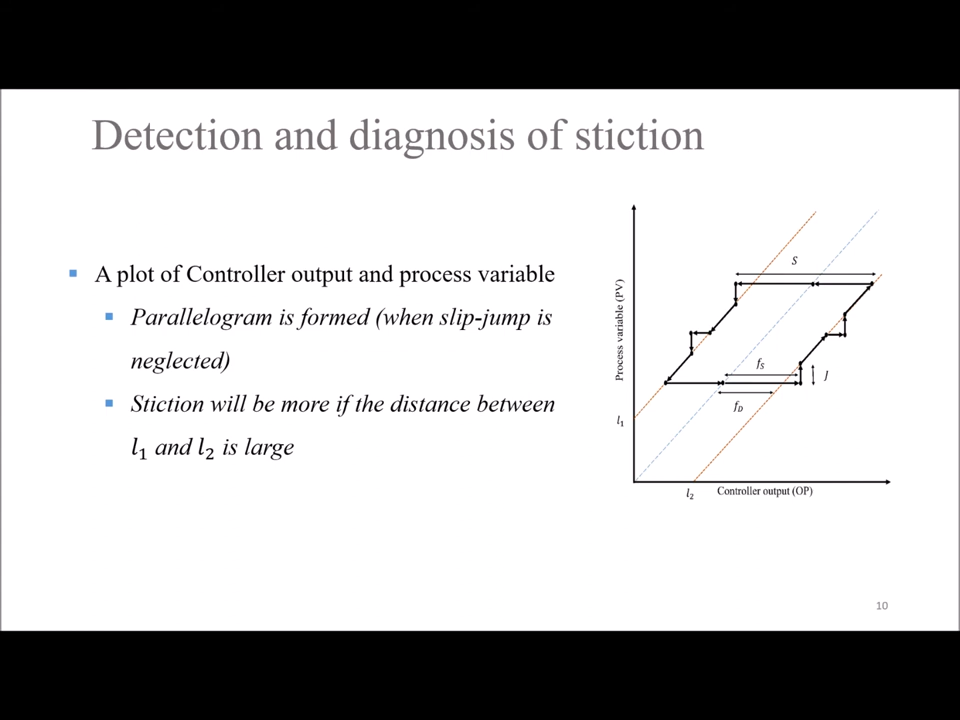 Detection and diagnosis of stiction
A plot of Controller output and process variable
Parallelogram is formed (when slip-jump is
neglected)
Stiction will be more if the distance between
l₁ and l₂ is large
Process variable (PV)
S
f_S
J
f_D
l₁
l₂
Controller output (OP)
10